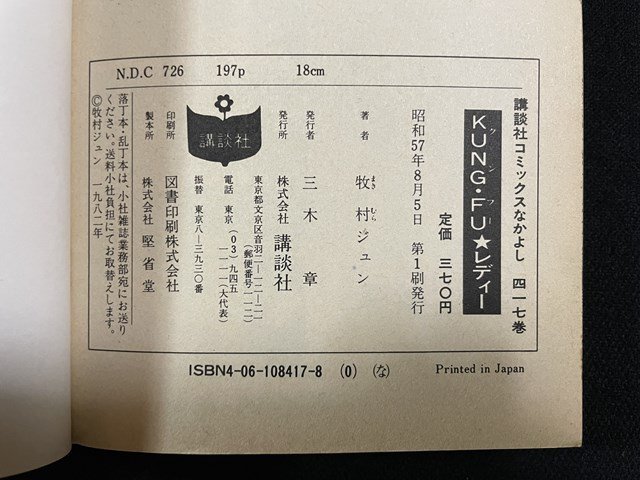 N.D.C 726 197p 18cm
講談社コミックスなかよし 四一七巻
KUNG・FU★レディー
クン フー
定価 三七〇円
昭和57年8月5日 第1刷発行
著者 牧村ジュン
まき むら
発行者 三木章
発行所 株式会社 講談社
東京都文京区音羽二―一二―二一
(郵便番号一一二)
電話 東京(03)九四五―
一一一一(大代表)
振替 東京八―三九三〇番
講談社
印刷所 図書印刷株式会社
製本所 株式会社 堅省堂
落丁本・乱丁本は、小社雑誌業務部宛にお送り
ください。送料小社負担にてお取替えします。
©牧村ジュン 一九八二年
ISBN4-06-108417-8 (0) (な)
Printed in Japan